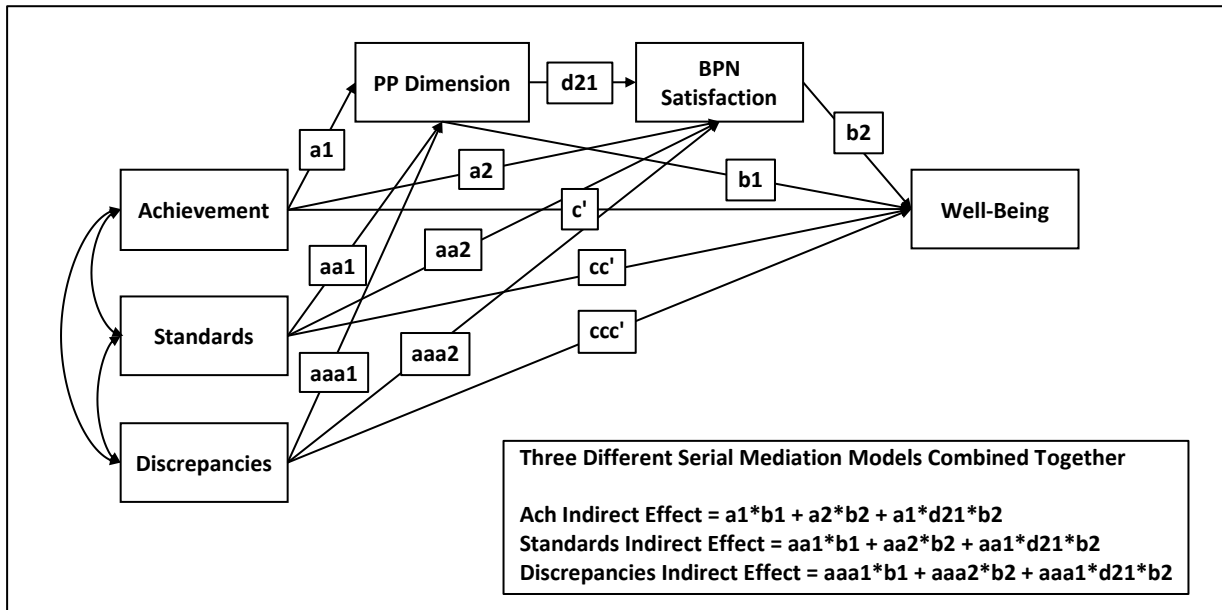 PP Dimension
d21
BPN
Satisfaction
a1
b2
a2
b1
Achievement
c'
Well-Being
aa1
aa2
cc'
Standards
aaa1
aaa2
ccc'
Discrepancies
Three Different Serial Mediation Models Combined Together
Ach Indirect Effect = a1*b1 + a2*b2 + a1*d21*b2
Standards Indirect Effect = aa1*b1 + aa2*b2 + aa1*d21*b2
Discrepancies Indirect Effect = aaa1*b1 + aaa2*b2 + aaa1*d21*b2